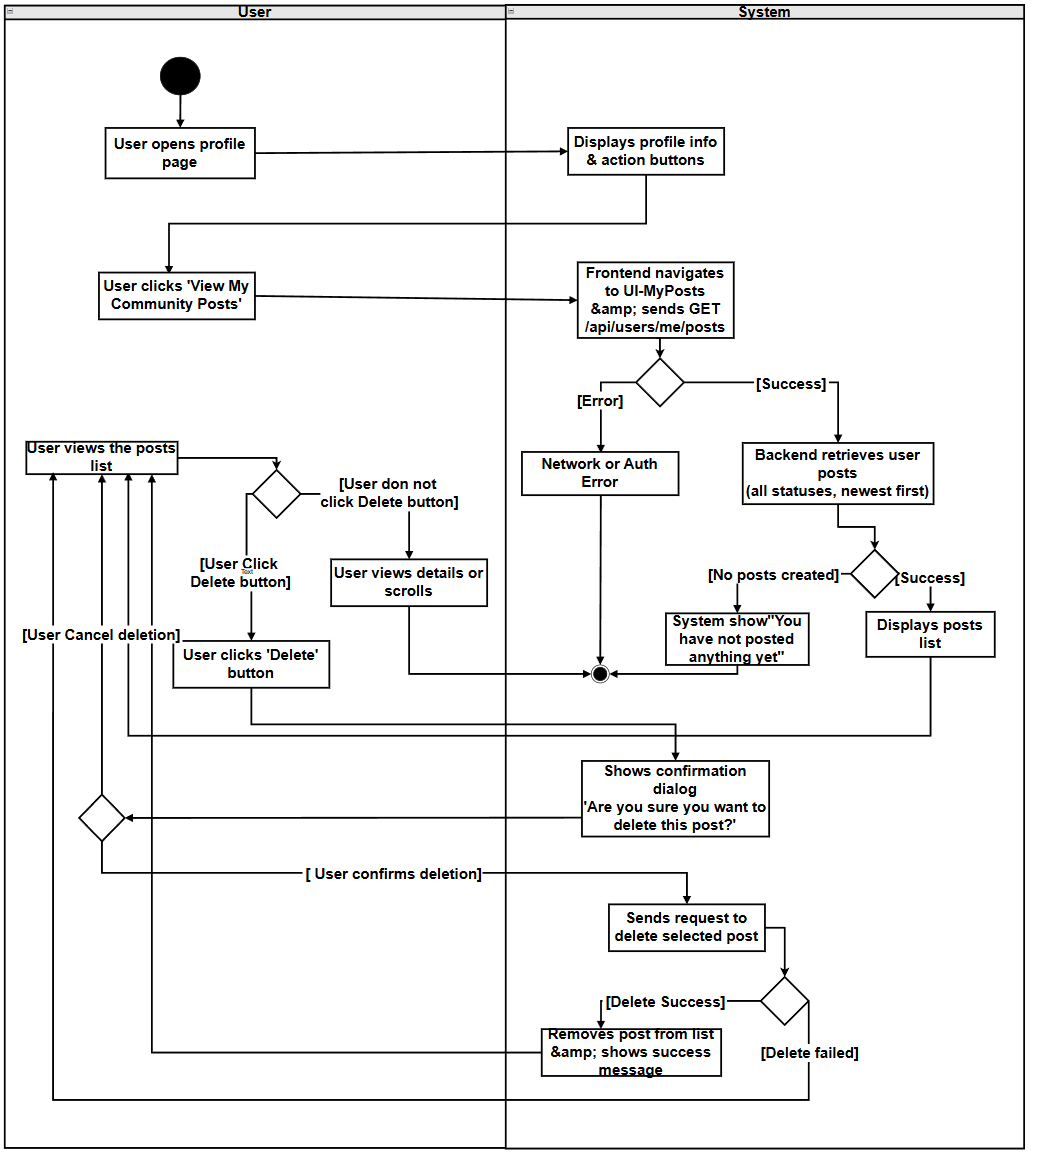 User
System
User opens profile
page
Displays profile info
& action buttons
User clicks 'View My
Community Posts'
Frontend navigates
to UI-MyPosts
&amp; sends GET
/api/users/me/posts
[Success]
[Error]
User views the posts
list
Network or Auth
Error
Backend retrieves user
posts
(all statuses, newest first)
[User don not
click Delete button]
[User Click
Text
Delete button]
User views details or
scrolls
[No posts created]
[Success]
System show"You
have not posted
anything yet"
Displays posts
list
[User Cancel deletion]
User clicks 'Delete'
button
Shows confirmation
dialog
'Are you sure you want to
delete this post?'
[ User confirms deletion]
Sends request to
delete selected post
[Delete Success]
Removes post from list
&amp; shows success
message
[Delete failed]